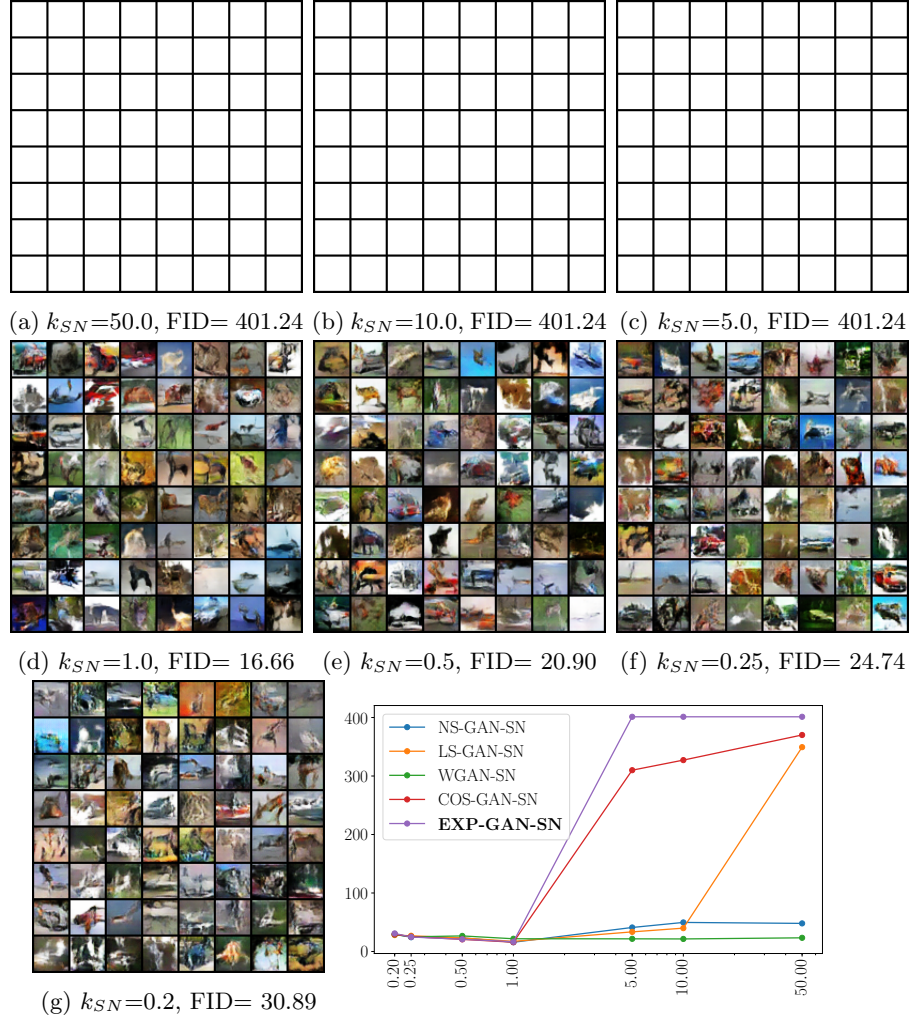 (a) k_SN=50.0, FID= 401.24 (b) k_SN=10.0, FID= 401.24 (c) k_SN=5.0, FID= 401.24
(d) k_SN=1.0, FID= 16.66 (e) k_SN=0.5, FID= 20.90 (f) k_SN=0.25, FID= 24.74
400
300
200
100
0
NS-GAN-SN
LS-GAN-SN
WGAN-SN
COS-GAN-SN
EXP-GAN-SN
0.20 0.25 0.50 1.00 5.00 10.00 50.00
(g) k_SN=0.2, FID= 30.89